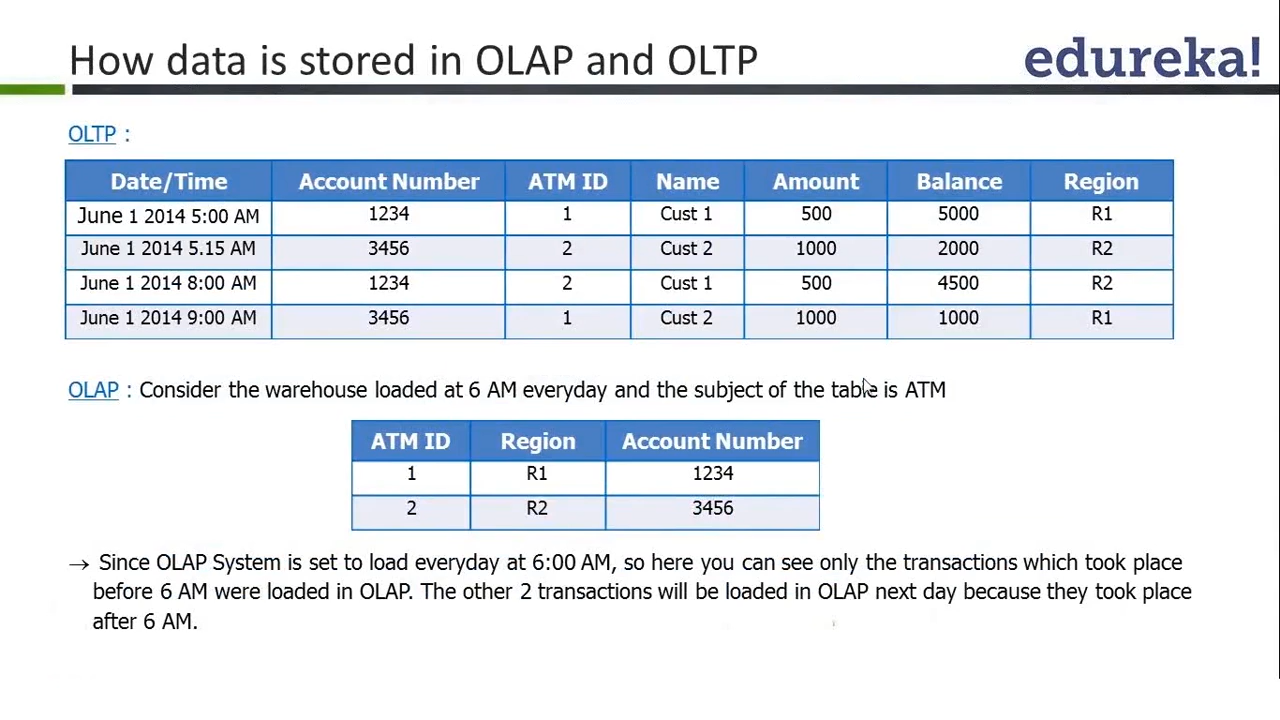 How data is stored in OLAP and OLTP
edureka!
OLTP :
Date/Time Account Number ATM ID Name Amount Balance Region
June 1 2014 5:00 AM 1234 1 Cust 1 500 5000 R1
June 1 2014 5.15 AM 3456 2 Cust 2 1000 2000 R2
June 1 2014 8:00 AM 1234 2 Cust 1 500 4500 R2
June 1 2014 9:00 AM 3456 1 Cust 2 1000 1000 R1
OLAP : Consider the warehouse loaded at 6 AM everyday and the subject of the table is ATM
ATM ID Region Account Number
1 R1 1234
2 R2 3456
→ Since OLAP System is set to load everyday at 6:00 AM, so here you can see only the transactions which took place
before 6 AM were loaded in OLAP. The other 2 transactions will be loaded in OLAP next day because they took place
after 6 AM.